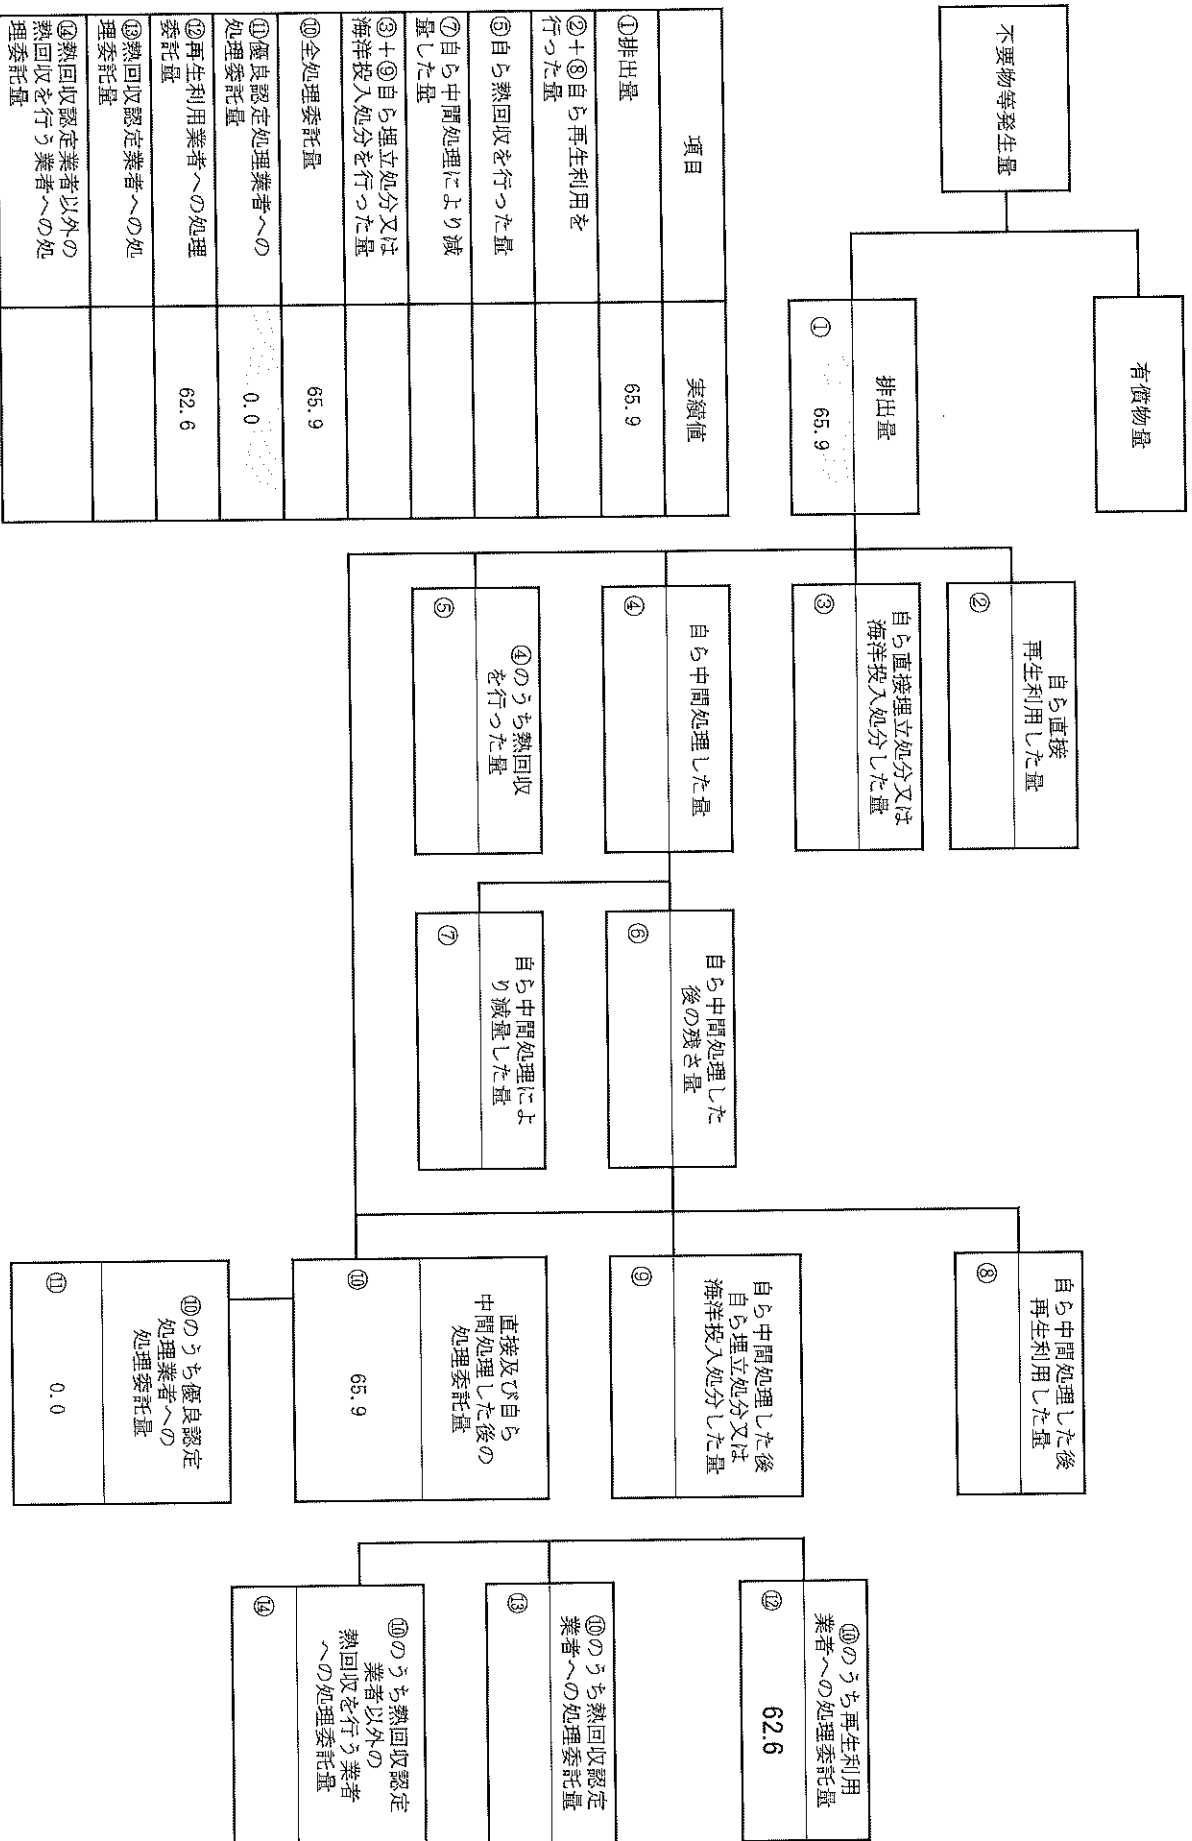 不要物等発生量
有償物量
排出量
① 65.9
自ら直接
再生利用した量
②
自ら直接埋立処分又は
海洋投入処分した量
③
自ら中間処理した量
④
④のうち熱回収
を行った量
⑤
自ら中間処理した
後の残さ量
⑥
自ら中間処理によ
り減量した量
⑦
自ら中間処理した後
再生利用した量
⑧
自ら中間処理した後
自ら埋立処分又は
海洋投入処分した量
⑨
直接及び自ら
中間処理した後の
処理委託量
⑩ 65.9
⑩のうち優良認定
処理業者への
処理委託量
⑪ 0.0
⑩のうち再生利用
業者への処理委託量
⑫ 62.6
⑩のうち熱回収認定
業者への処理委託量
⑬
⑩のうち熱回収認定
業者以外の
熱回収を行う業者
への処理委託量
⑭
項目 実績値
①排出量 65.9
②+⑧自ら再生利用を
行った量
⑤自ら熱回収を行った量
⑦自ら中間処理により減
量した量
③+⑨自ら埋立処分又は
海洋投入処分を行った量
⑩全処理委託量 65.9
⑪優良認定処理業者への
処理委託量 0.0
⑫再生利用業者への処理
委託量 62.6
⑬熱回収認定業者への処
理委託量
⑭熱回収認定業者以外の
熱回収を行う業者への処
理委託量